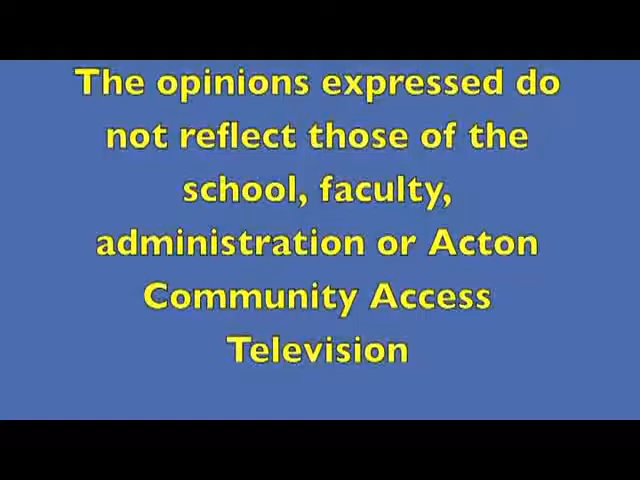 The opinions expressed do
not reflect those of the
school, faculty,
administration or Acton
Community Access
Television